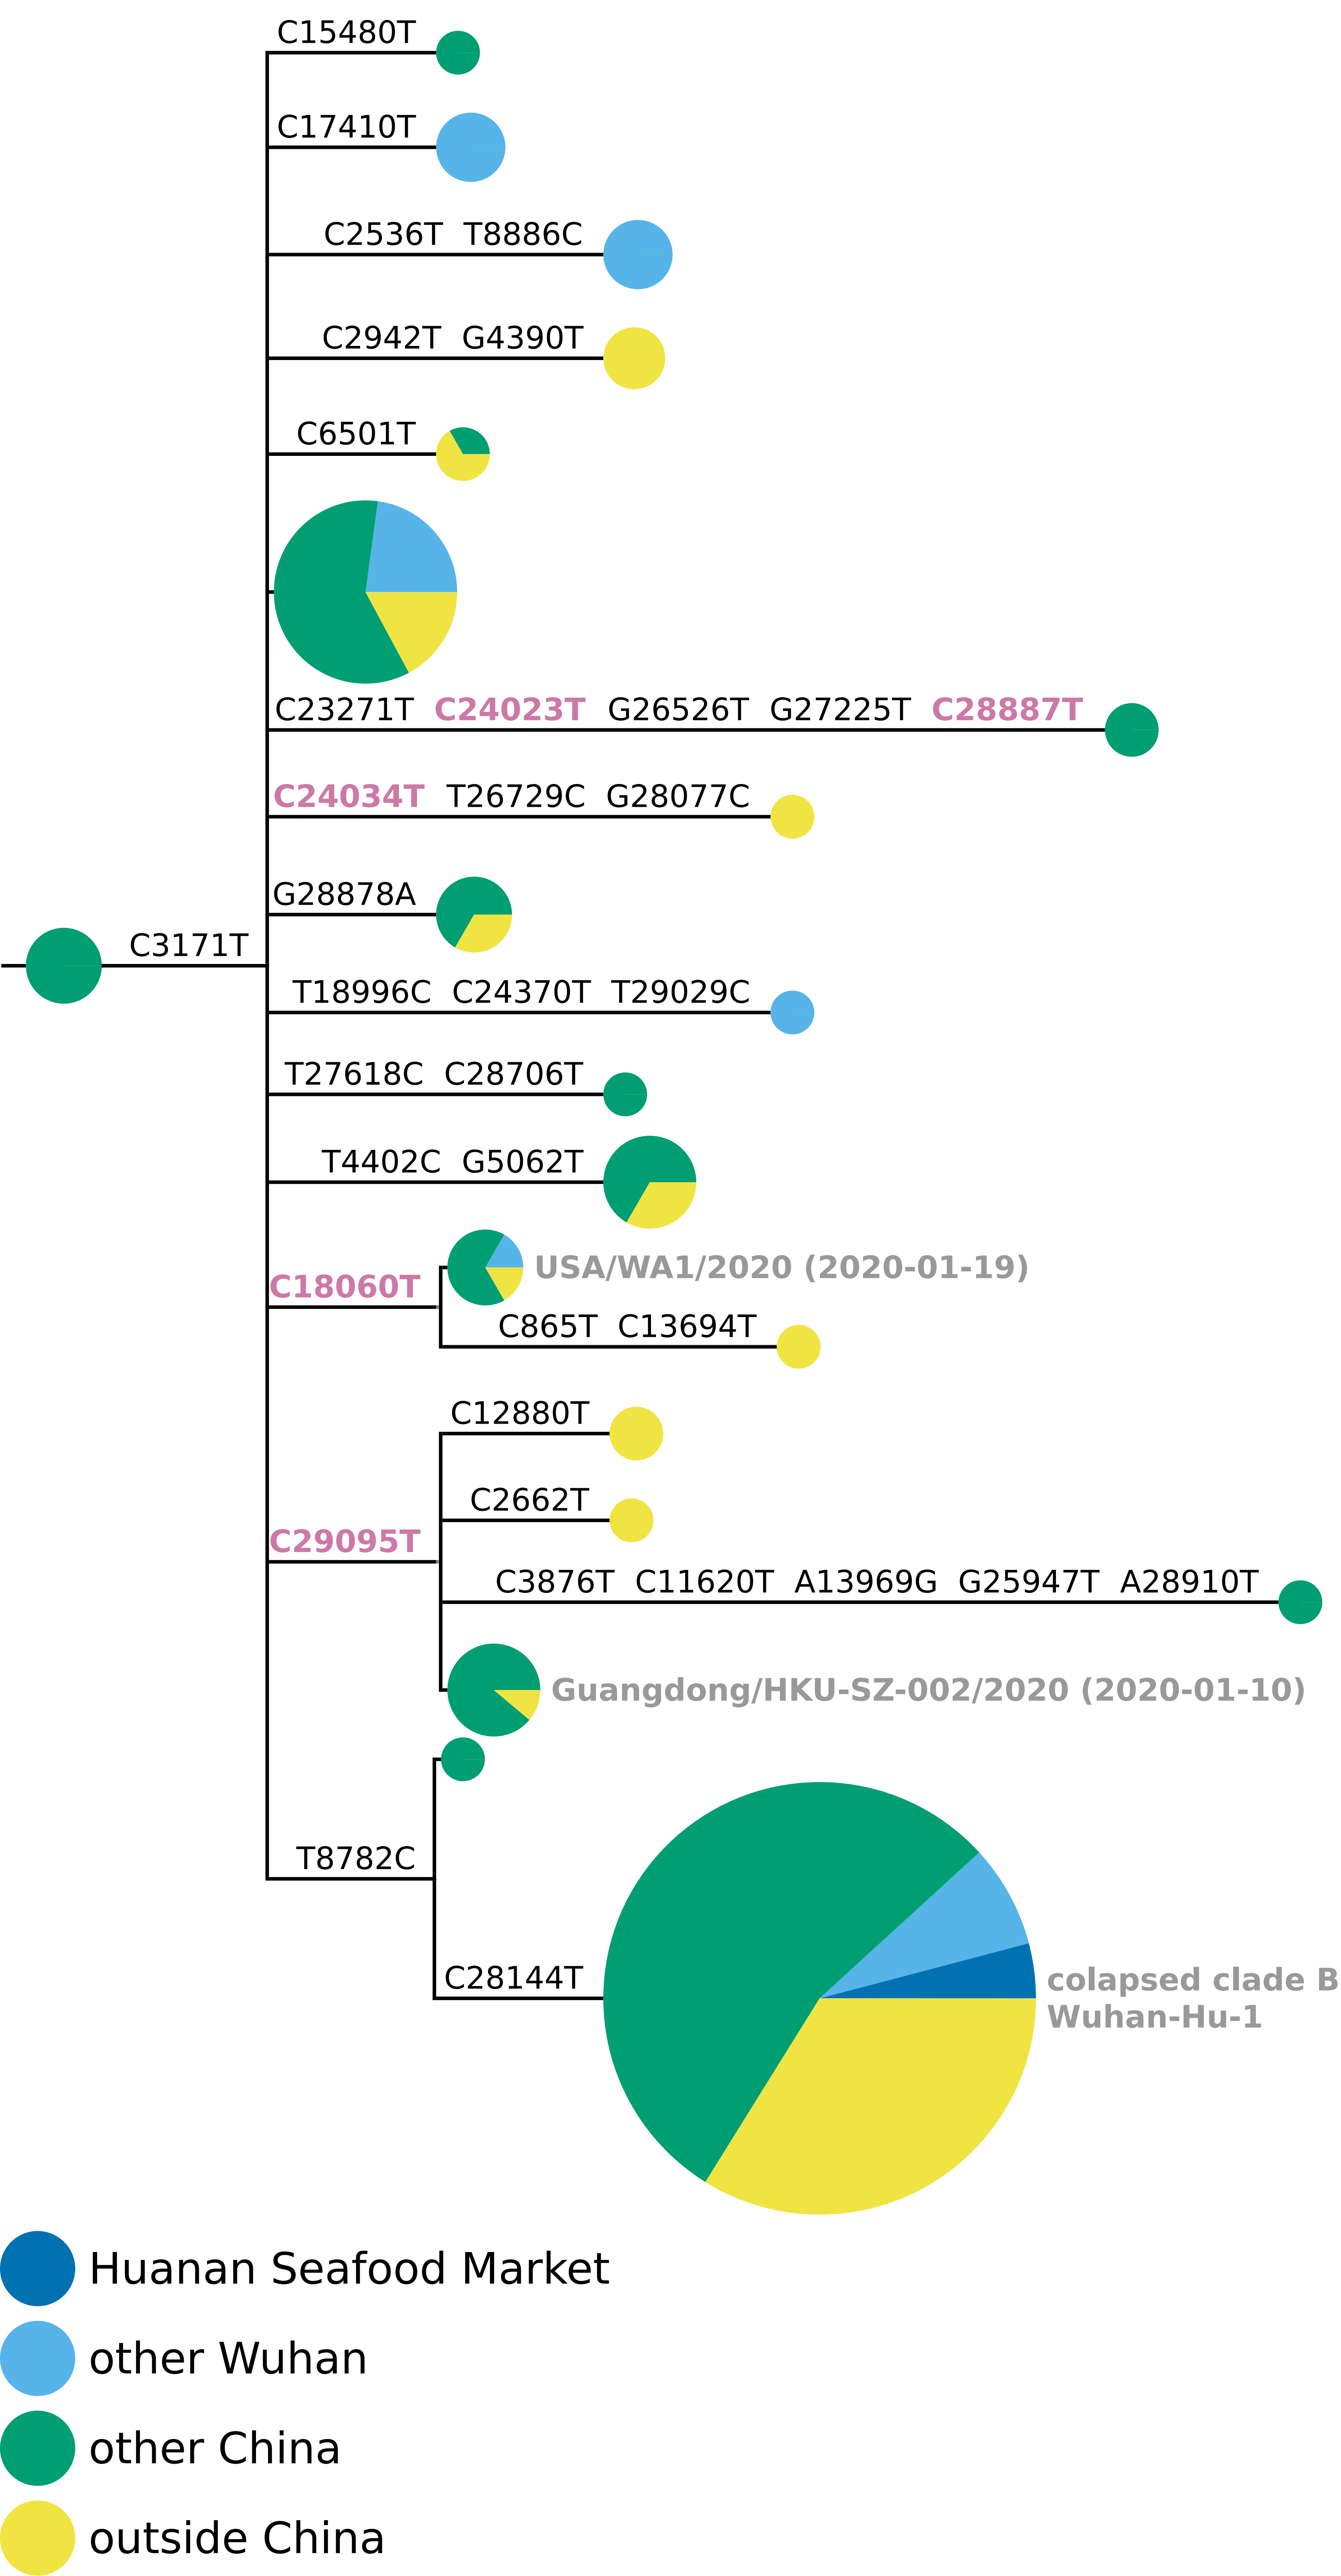 C15480T
C17410T
C2536T T8886C
C2942T G4390T
C6501T
C23271T C24023T G26526T G27225T C28887T
C24034T T26729C G28077C
G28878A
C3171T
T18996C C24370T T29029C
T27618C C28706T
T4402C G5062T
USA/WA1/2020 (2020-01-19)
C18060T
C865T C13694T
C12880T
C2662T
C29095T
C3876T C11620T A13969G G25947T A28910T
Guangdong/HKU-SZ-002/2020 (2020-01-10)
T8782C
C28144T
colapsed clade B
Wuhan-Hu-1
Huanan Seafood Market
other Wuhan
other China
outside China